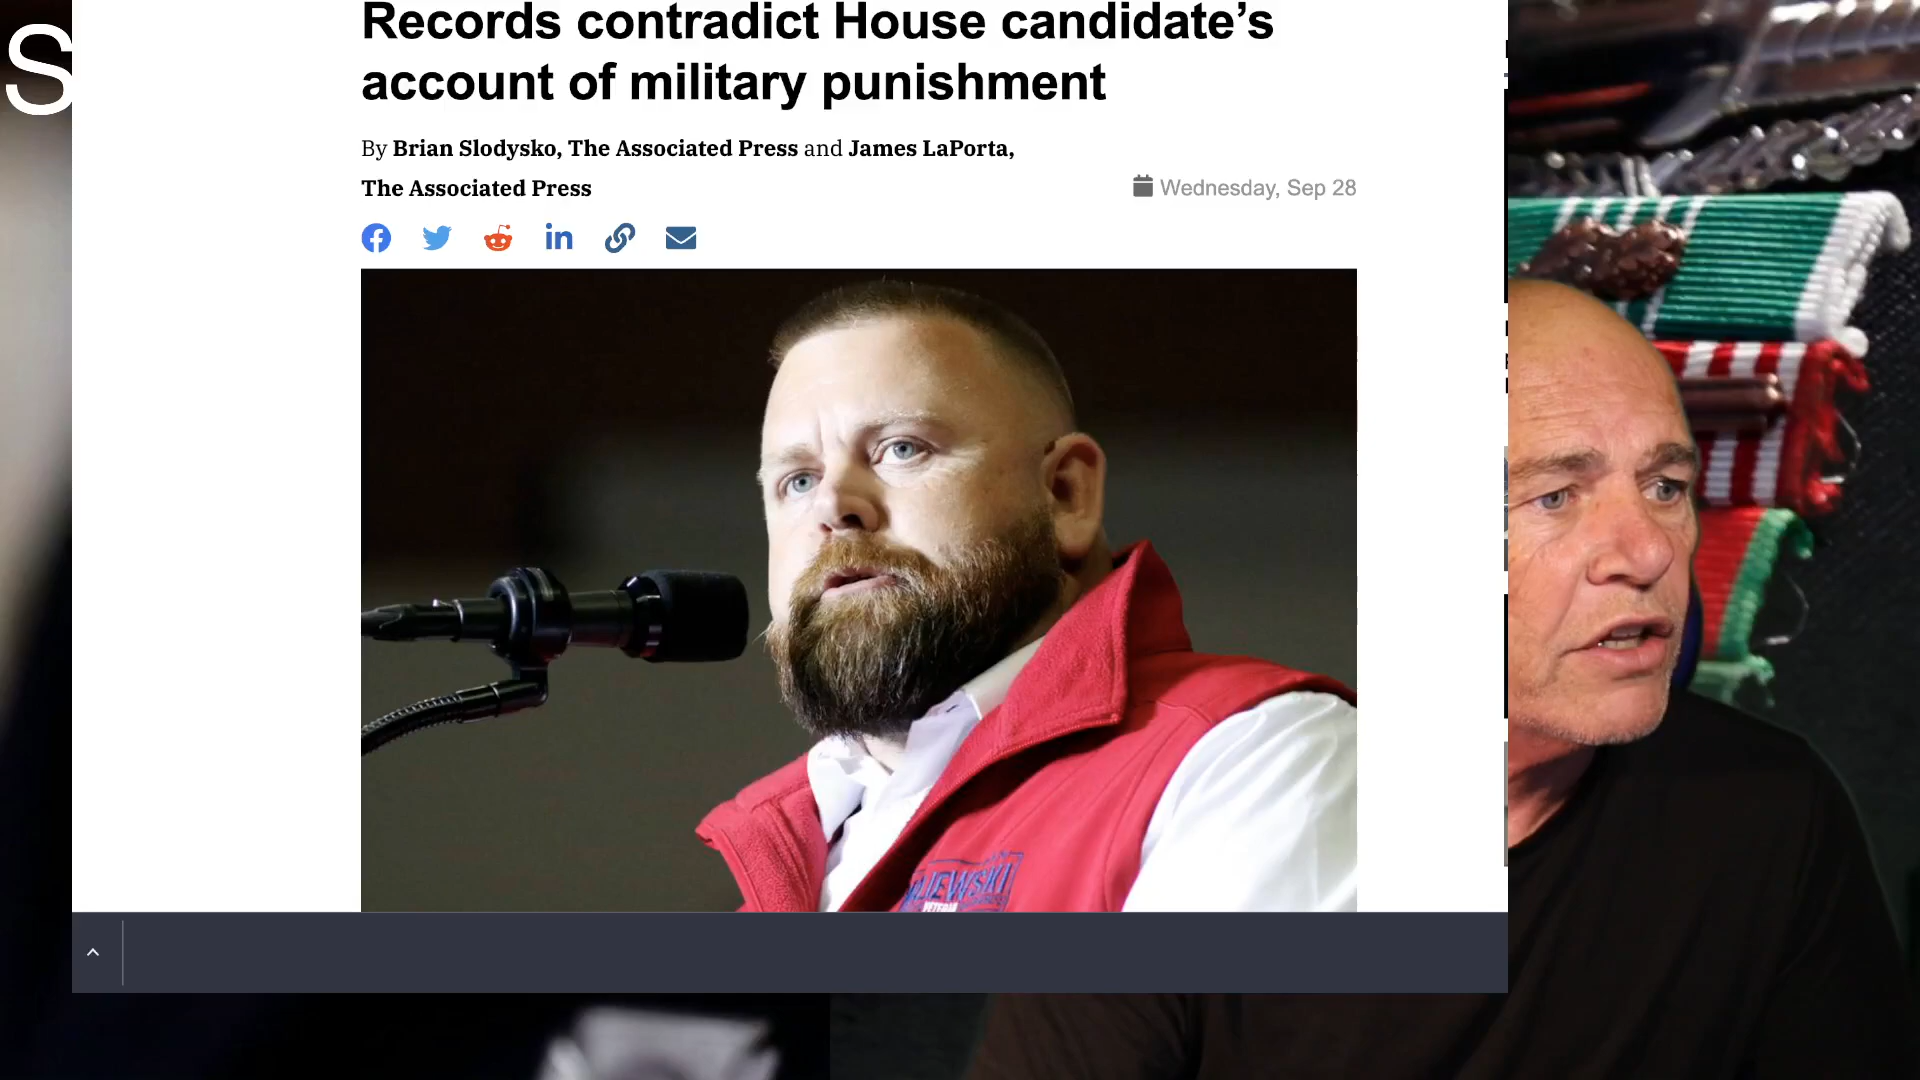 S
Records contradict House candidate’s
account of military punishment
By Brian Slodysko, The Associated Press and James LaPorta,
The Associated Press
Wednesday, Sep 28